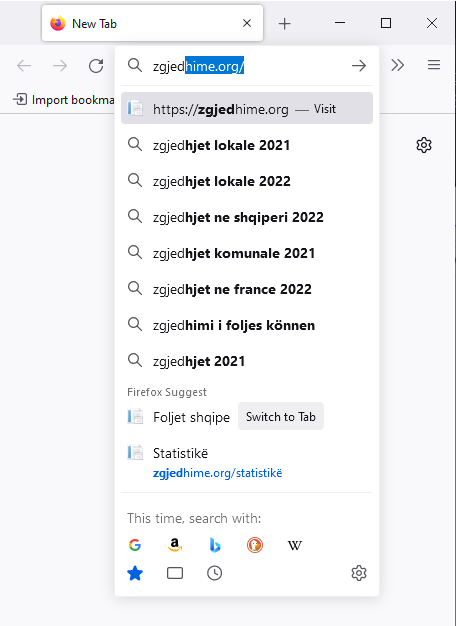 New Tab
zgjedhime.org/
Import bookma
https://zgjedhime.org — Visit
zgjedhjet lokale 2021
zgjedhjet lokale 2022
zgjedhjet ne shqiperi 2022
zgjedhjet komunale 2021
zgjedhjet ne france 2022
zgjedhimi i foljes können
zgjedhjet 2021
Firefox Suggest
Foljet shqipe Switch to Tab
Statistikë
zgjedhime.org/statistikë
This time, search with: